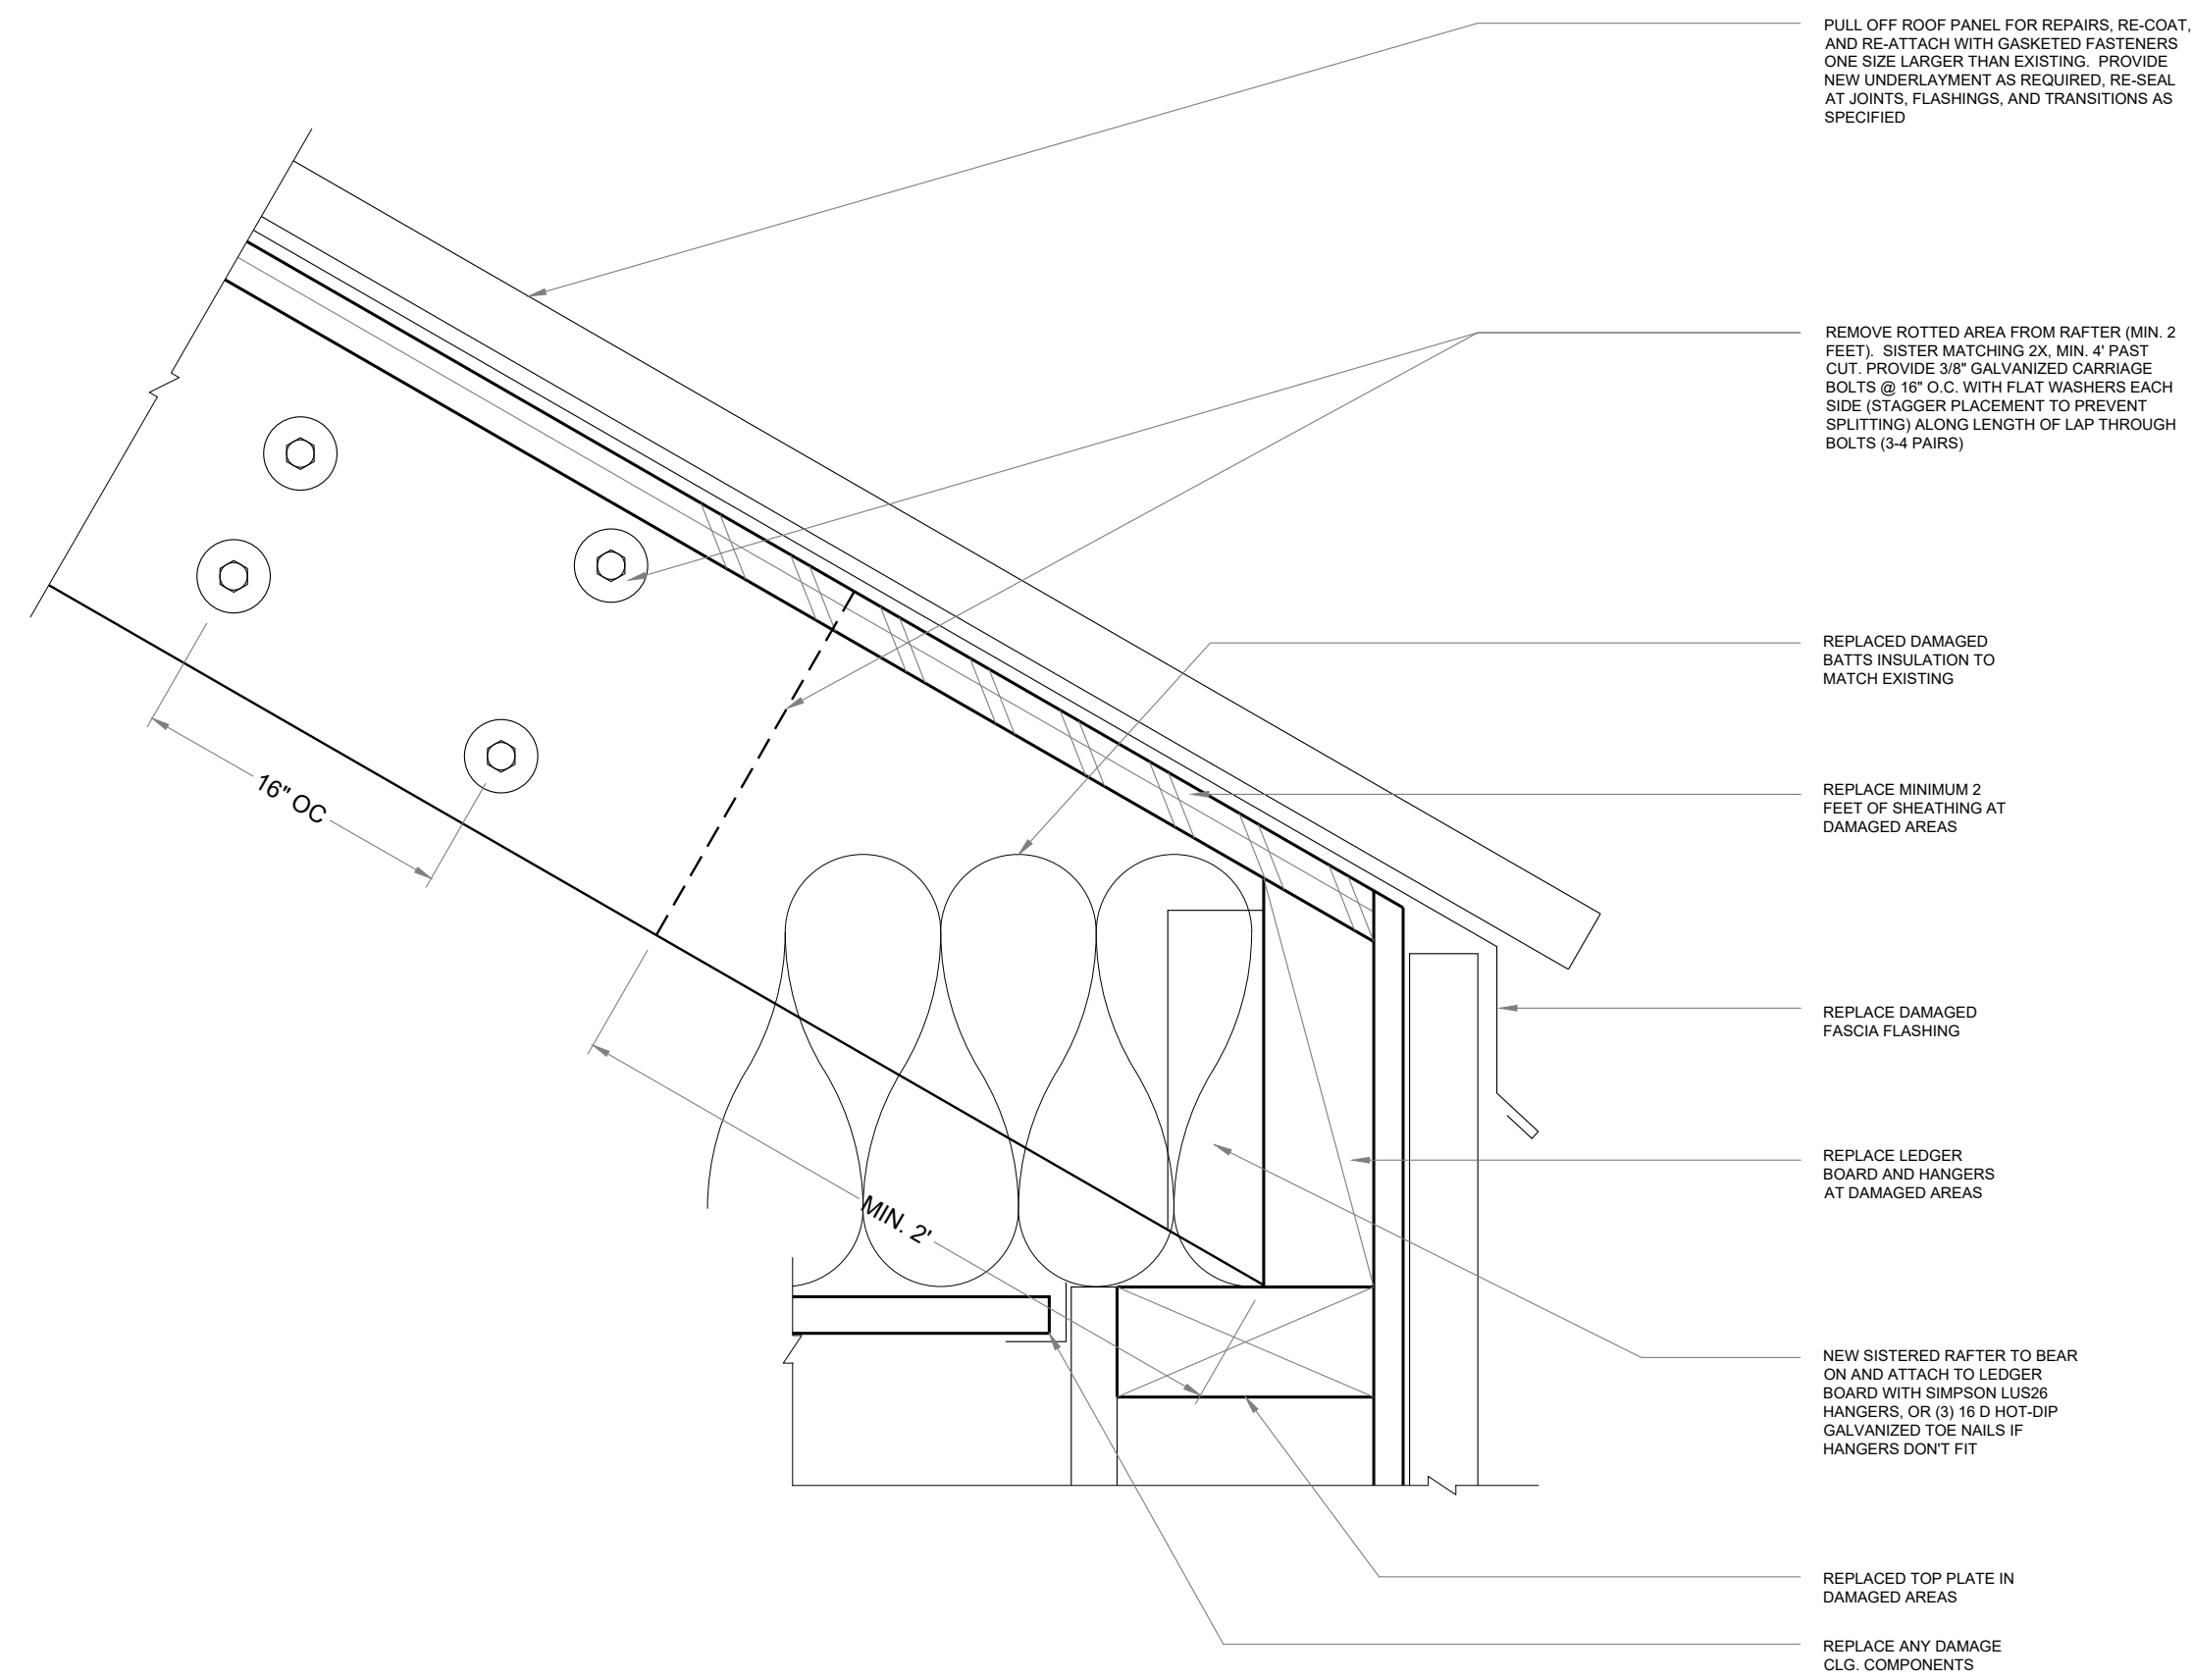 PULL OFF ROOF PANEL FOR REPAIRS, RE-COAT,
AND RE-ATTACH WITH GASKETED FASTENERS
ONE SIZE LARGER THAN EXISTING. PROVIDE
NEW UNDERLAYMENT AS REQUIRED, RE-SEAL
AT JOINTS, FLASHINGS, AND TRANSITIONS AS
SPECIFIED
REMOVE ROTTED AREA FROM RAFTER (MIN. 2
FEET). SISTER MATCHING 2X, MIN. 4' PAST
CUT. PROVIDE 3/8" GALVANIZED CARRIAGE
BOLTS @ 16" O.C. WITH FLAT WASHERS EACH
SIDE (STAGGER PLACEMENT TO PREVENT
SPLITTING) ALONG LENGTH OF LAP THROUGH
BOLTS (3-4 PAIRS)
REPLACED DAMAGED
BATTS INSULATION TO
MATCH EXISTING
16" OC
REPLACE MINIMUM 2
FEET OF SHEATHING AT
DAMAGED AREAS
REPLACE DAMAGED
FASCIA FLASHING
REPLACE LEDGER
BOARD AND HANGERS
AT DAMAGED AREAS
MIN. 2'
NEW SISTERED RAFTER TO BEAR
ON AND ATTACH TO LEDGER
BOARD WITH SIMPSON LUS26
HANGERS, OR (3) 16 D HOT-DIP
GALVANIZED TOE NAILS IF
HANGERS DON'T FIT
REPLACED TOP PLATE IN
DAMAGED AREAS
REPLACE ANY DAMAGE
CLG. COMPONENTS